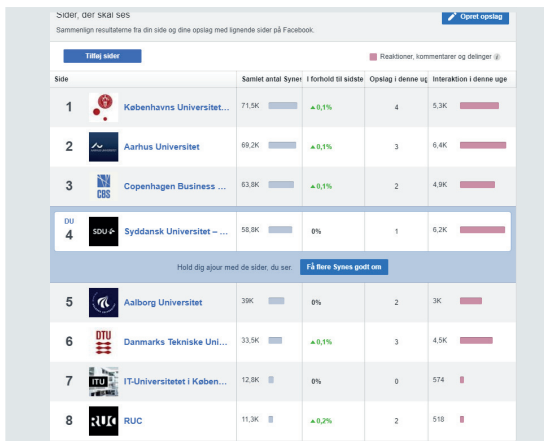 Sider, der skal ses
Opret opslag
Sammenlign resultaterne fra din side og dine opslag med lignende sider på Facebook.
Tilføj sider
Reaktioner, kommentarer og delinger
Side Samlet antal Synes I forhold til sidste Opslag i denne ug Interaktion i denne uge
1 Københavns Universitet... 71,5K ▲0,1% 4 5,3K
2 Aarhus Universitet 69,2K ▲0,1% 3 6,4K
3 CBS Copenhagen Business ... 63,8K ▲0,1% 2 4,9K
DU
4 SDU Syddansk Universitet – ... 58,8K 0% 1 6,2K
Hold dig ajour med de sider, du ser. Få flere Synes godt om
5 Aalborg Universitet 39K 0% 2 3K
6 DTU Danmarks Tekniske Uni... 33,5K ▲0,1% 3 4,5K
7 ITU IT-Universitetet i Køben... 12,8K 0% 0 574
8 RUC RUC 11,3K ▲0,2% 2 518